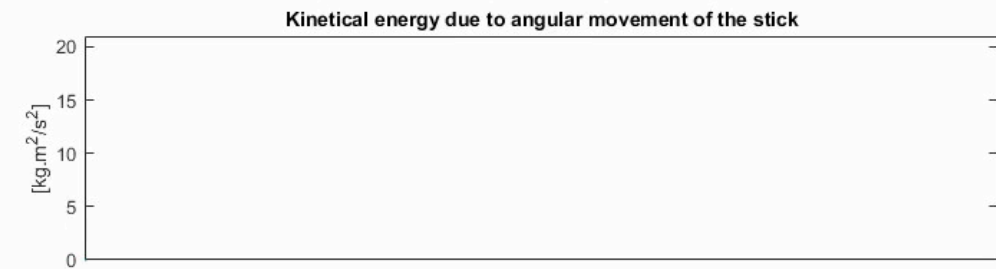 Kinetical energy due to angular movement of the stick
20
15
10
5
0
[kg.m²/s²]